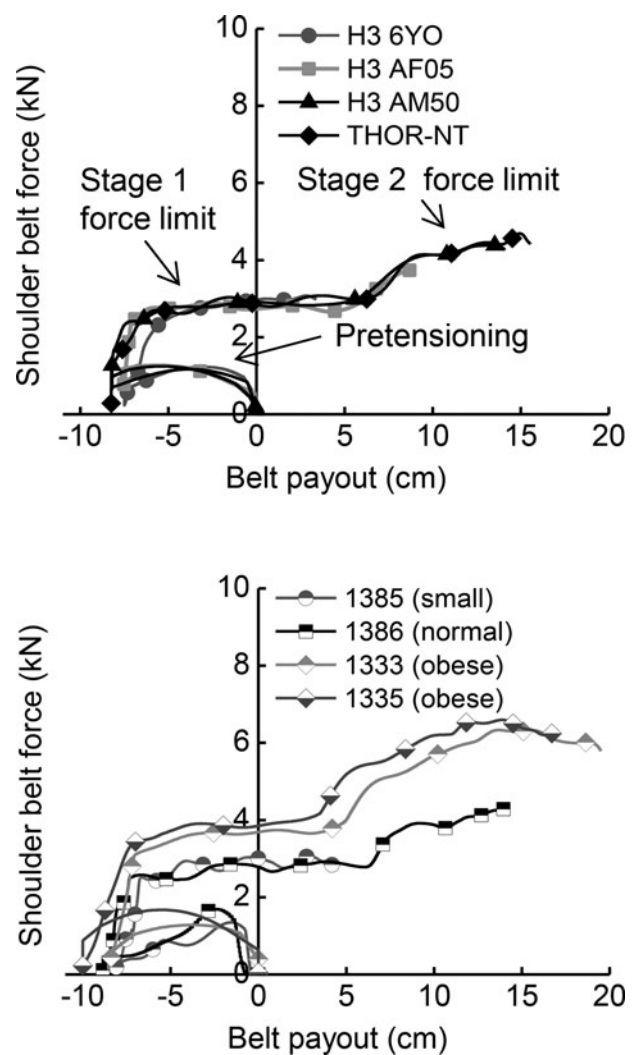 10
H3 6YO
H3 AF05
8
H3 AM50
THOR-NT
Stage 1
force limit
6
Stage 2 force limit
4
2
Pretensioning
0
Shoulder belt force (kN)
-10 -5 0 5 10 15 20
Belt payout (cm)
10
1385 (small)
1386 (normal)
8
1333 (obese)
1335 (obese)
6
4
2
Shoulder belt force (kN)
-10 -5 0 5 10 15 20
Belt payout (cm)